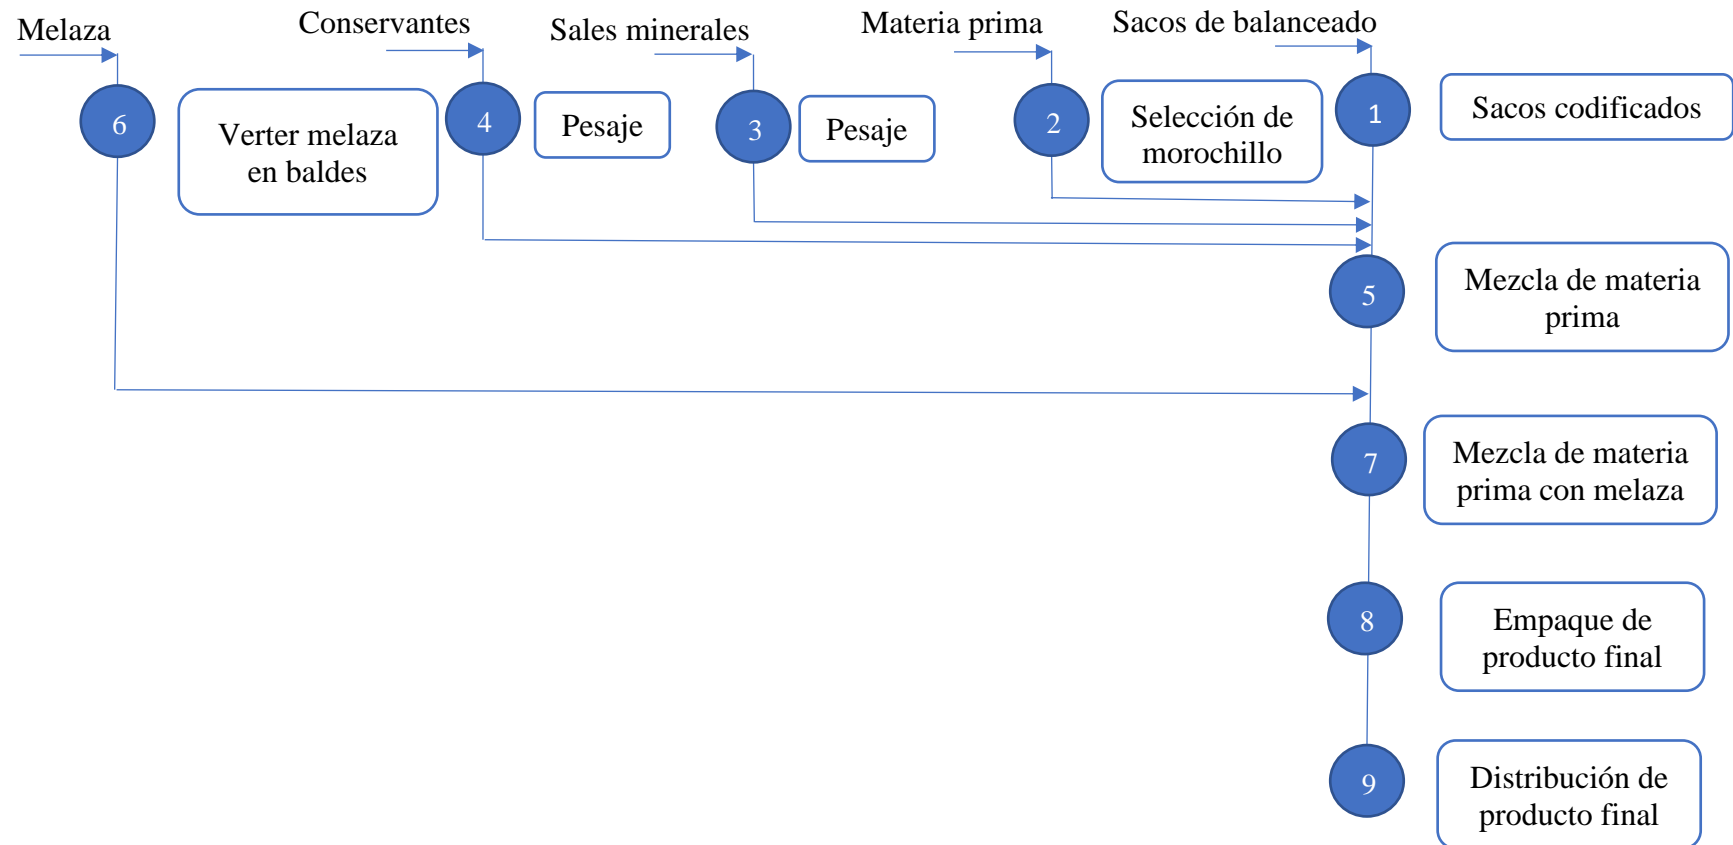 Melaza
Conservantes
Sales minerales
Materia prima
Sacos de balanceado
6
Verter melaza
en baldes
4
Pesaje
3
Pesaje
2
Selección de
morochillo
1
Sacos codificados
5
Mezcla de materia
prima
7
Mezcla de materia
prima con melaza
8
Empaque de
producto final
9
Distribución de
producto final